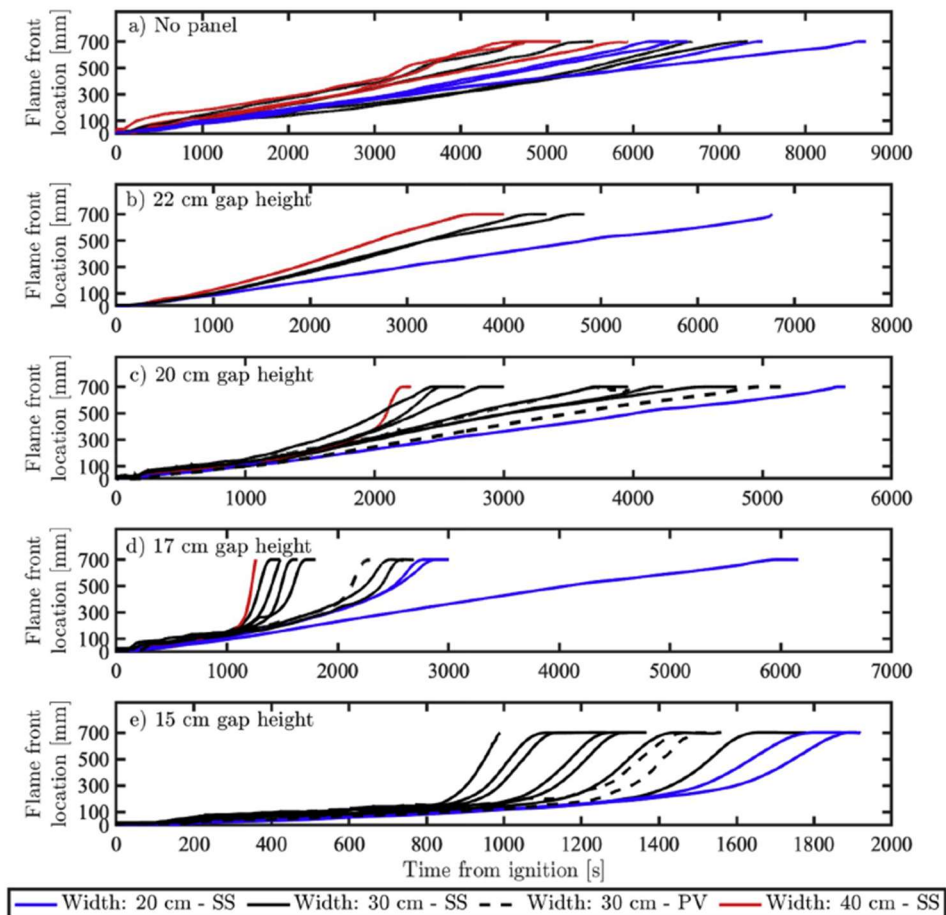 a) No panel
Flame front
location [mm]
700
500
300
100
0
0 1000 2000 3000 4000 5000 6000 7000 8000 9000
b) 22 cm gap height
Flame front
location [mm]
700
500
300
100
0
0 1000 2000 3000 4000 5000 6000 7000 8000
c) 20 cm gap height
Flame front
location [mm]
700
500
300
100
0
0 1000 2000 3000 4000 5000 6000
d) 17 cm gap height
Flame front
location [mm]
700
500
300
100
0
0 1000 2000 3000 4000 5000 6000 7000
e) 15 cm gap height
Flame front
location [mm]
700
500
300
100
0
0 200 400 600 800 1000 1200 1400 1600 1800 2000
Time from ignition [s]
Width: 20 cm - SS Width: 30 cm - SS Width: 30 cm - PV Width: 40 cm - SS